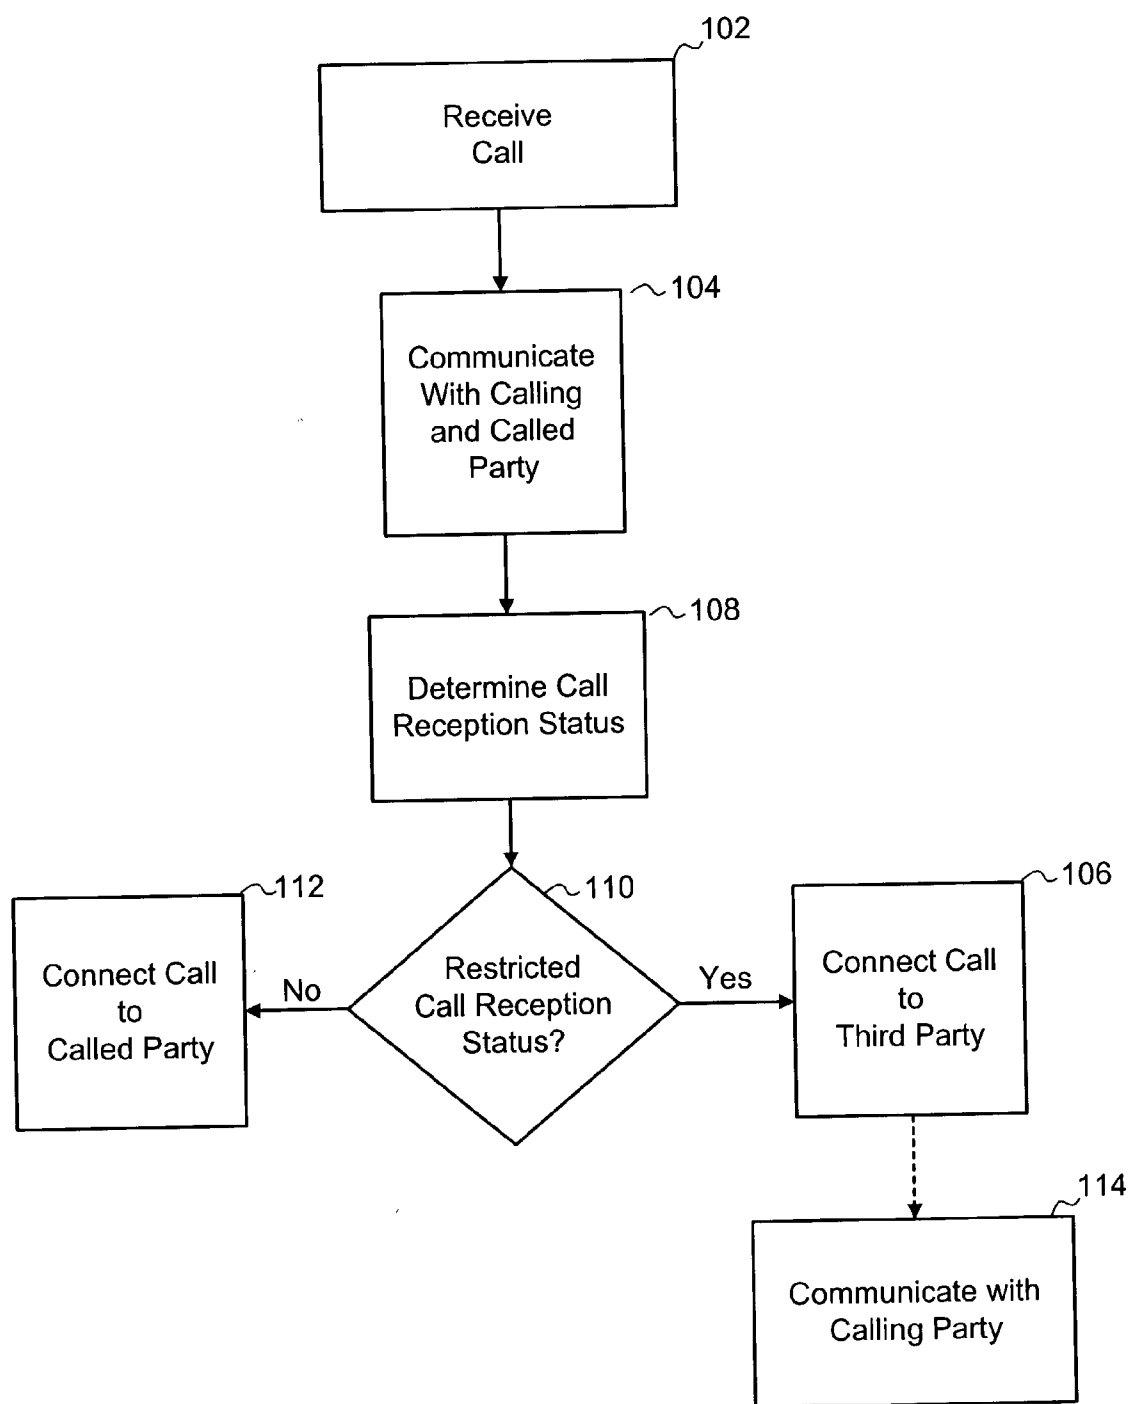 102
Receive
Call
104
Communicate
With Calling
and Called
Party
108
Determine Call
Reception Status
112
110
106
Connect Call
to
Called Party
No
Restricted
Call Reception
Status?
Yes
Connect Call
to
Third Party
114
Communicate with
Calling Party